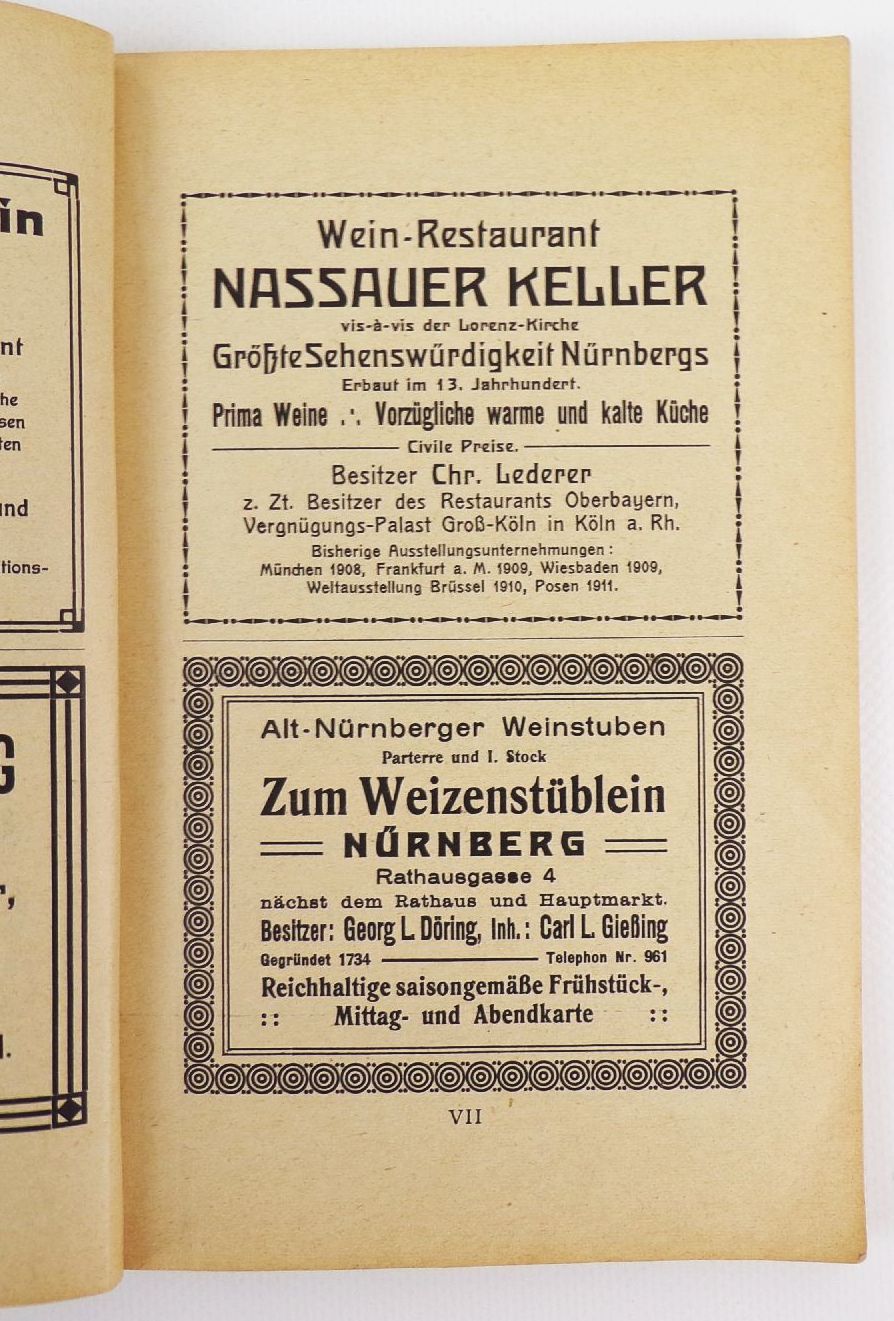 in
nt
he
sen
ten
und
tions-
G
r,
l.
Wein-Restaurant
NASSAUER KELLER
vis-à-vis der Lorenz-Kirche
Größte Sehenswürdigkeit Nürnbergs
Erbaut im 13. Jahrhundert.
Prima Weine .·. Vorzügliche warme und kalte Küche
Civile Preise.
Besitzer Chr. Lederer
z. Zt. Besitzer des Restaurants Oberbayern,
Vergnügungs-Palast Groß-Köln in Köln a. Rh.
Bisherige Ausstellungsunternehmungen:
München 1908, Frankfurt a. M. 1909, Wiesbaden 1909,
Weltausstellung Brüssel 1910, Posen 1911.
Alt-Nürnberger Weinstuben
Parterre und I. Stock
Zum Weizenstüblein
NÜRNBERG
Rathausgasse 4
nächst dem Rathaus und Hauptmarkt.
Besitzer: Georg L. Döring, Inh.: Carl L. Gießing
Gegründet 1734 Telephon Nr. 961
Reichhaltige saisongemäße Frühstück-,
:: Mittag- und Abendkarte ::
VII